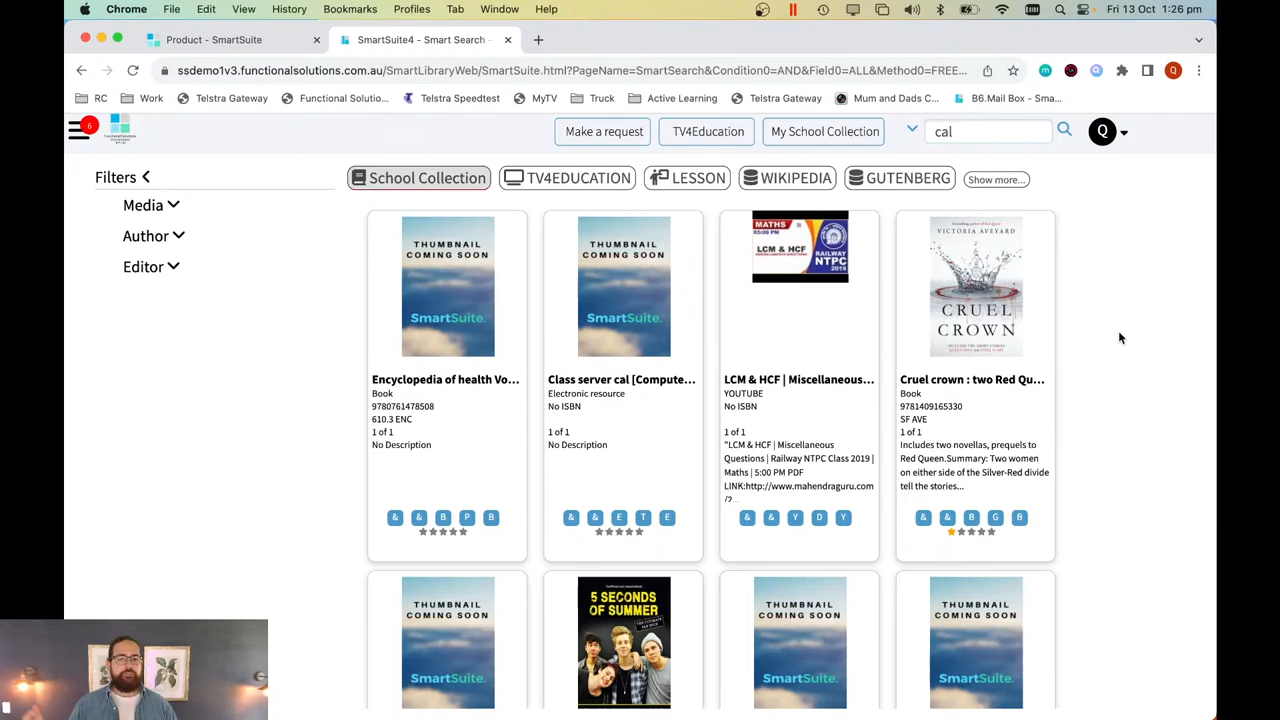 Chrome File Edit View History Bookmarks Profiles Tab Window Help Fri 13 Oct 1:26 pm
Product - SmartSuite SmartSuite4 - Smart Search -
ssdemo1v3.functionalsolutions.com.au/SmartLibraryWeb/SmartSuite.html?PageName=SmartSearch&Condition0=AND&Field0=ALL&Method0=FREE... Q
RC Work Telstra Gateway Functional Solutio... Telstra Speedtest MyTV Truck Active Learning Telstra Gateway Mum and Dads C... B6.Mail Box - Sma...
6 Make a request TV4Education My School Collection cal Q
Filters
Media
Author
Editor
School Collection TV4EDUCATION LESSON WIKIPEDIA GUTENBERG Show more...
THUMBNAIL
COMING SOON
SmartSuite.
Encyclopedia of health Vo...
Book
9780761478508
610.3 ENC
1 of 1
No Description
& & B P B
THUMBNAIL
COMING SOON
SmartSuite.
Class server cal [Compute...
Electronic resource
No ISBN
1 of 1
No Description
& & E T E
MATHS
05:00 PM
LCM & HCF
RAILWAY
NTPC
2019
LCM & HCF | Miscellaneous...
YOUTUBE
No ISBN
1 of 1
"LCM & HCF | Miscellaneous
Questions | Railway NTPC Class 2019 |
Maths | 5:00 PM PDF
LINK:http://www.mahendraguru.com
/2...
& & Y D Y
VICTORIA AVEYARD
CRUEL
CROWN
Cruel crown : two Red Qu...
Book
9781409165330
SF AVE
1 of 1
Includes two novellas, prequels to
Red Queen.Summary: Two women
on either side of the Silver-Red divide
tell the stories...
& & B G B
THUMBNAIL
COMING SOON
SmartSuite.
5 SECONDS
OF SUMMER
THUMBNAIL
COMING SOON
SmartSuite.
THUMBNAIL
COMING SOON
SmartSuite.